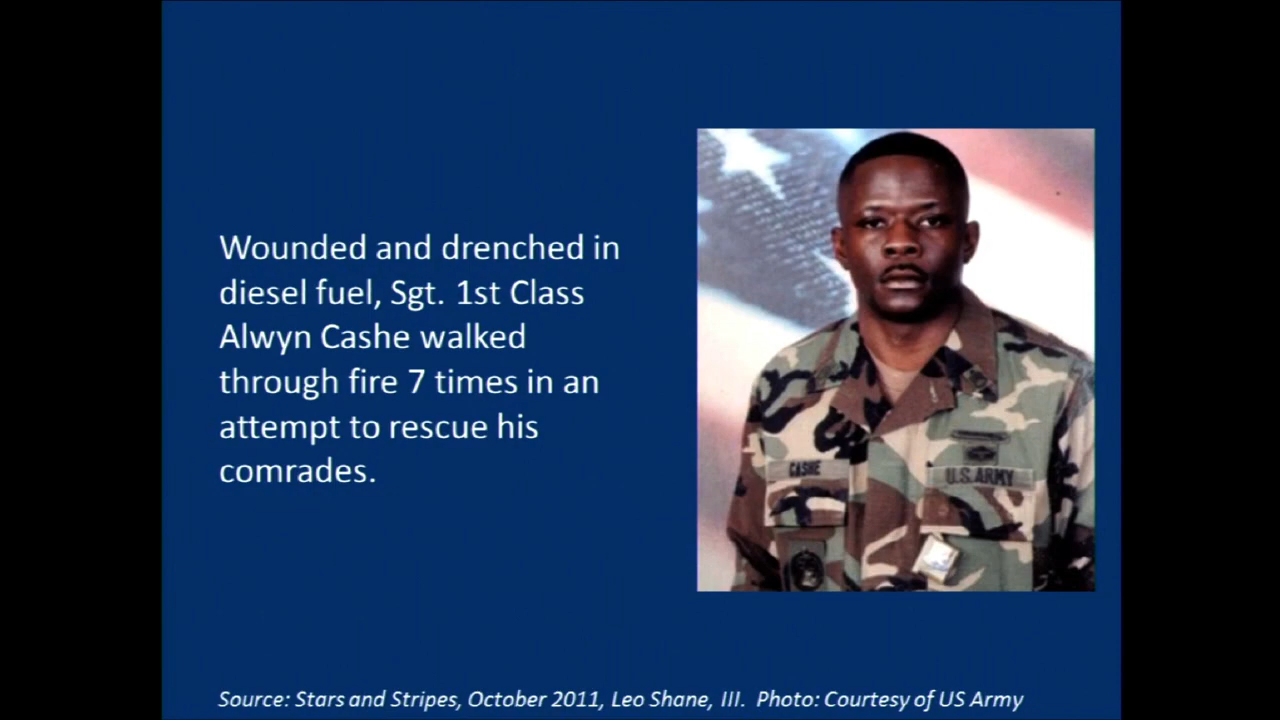 Wounded and drenched in
diesel fuel, Sgt. 1st Class
Alwyn Cashe walked
through fire 7 times in an
attempt to rescue his
comrades.
CASHE
U.S.ARMY
Source: Stars and Stripes, October 2011, Leo Shane, III.  Photo: Courtesy of US Army